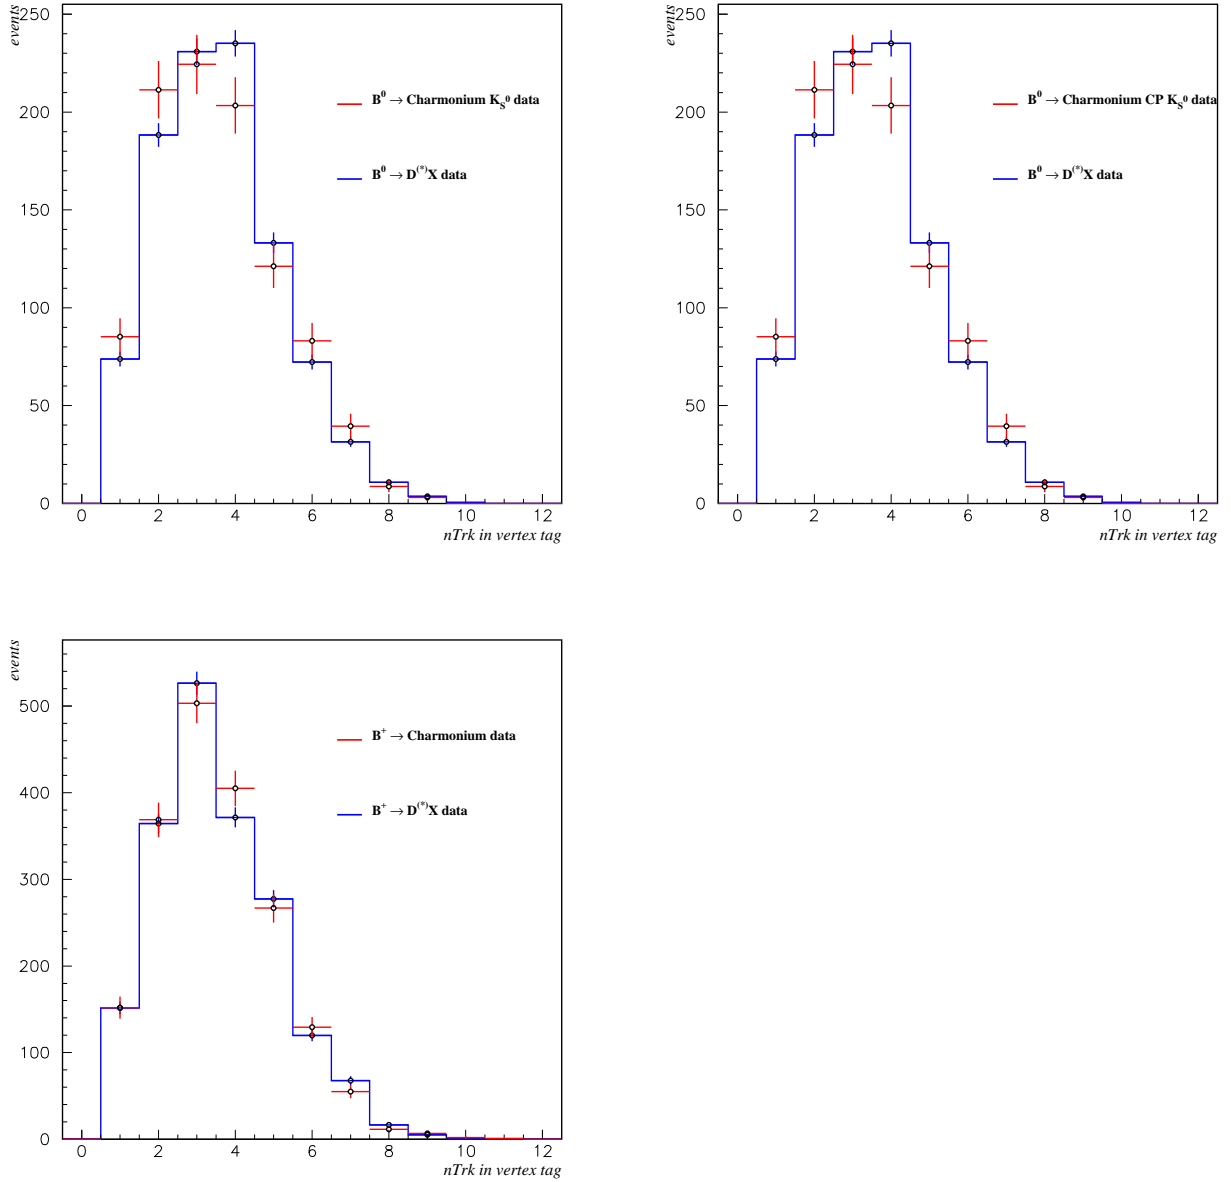 events
250
200
150
100
50
0
B⁰ → Charmonium K_S⁰ data
B⁰ → D⁽*⁾X data
0 2 4 6 8 10 12
nTrk in vertex tag
events
250
200
150
100
50
0
B⁰ → Charmonium CP K_S⁰ data
B⁰ → D⁽*⁾X data
0 2 4 6 8 10 12
nTrk in vertex tag
events
500
400
300
200
100
0
B⁺ → Charmonium data
B⁺ → D⁽*⁾X data
0 2 4 6 8 10 12
nTrk in vertex tag